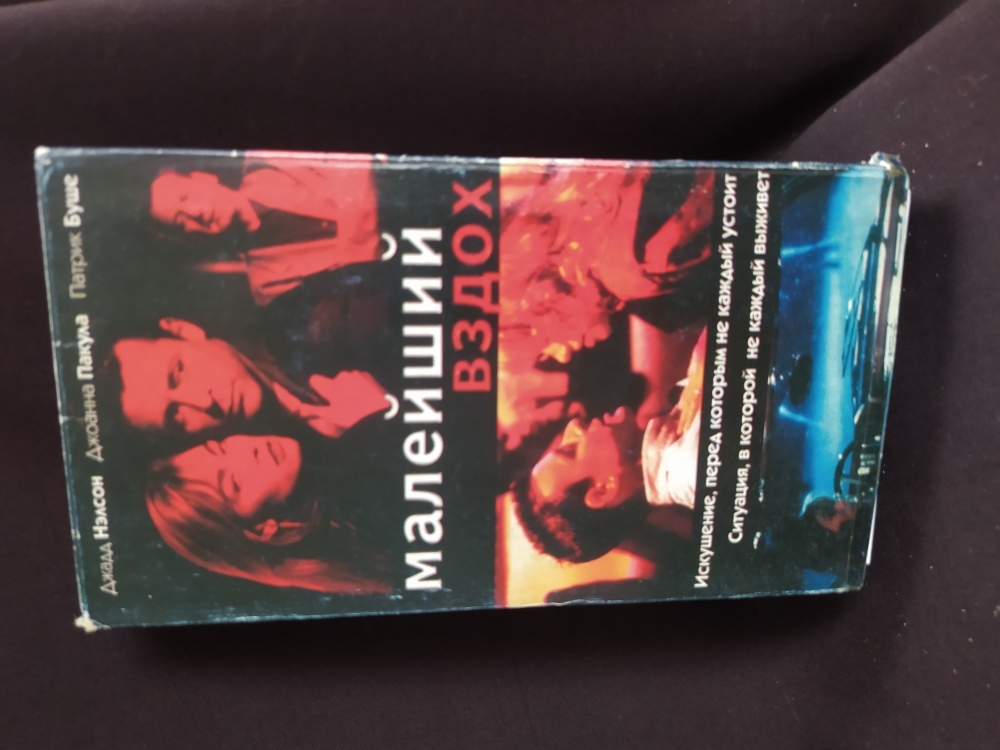 Джадд Нэлсон Джоанна Пакула Патрик Буше
малейший
вздох
Искушение, перед которым не каждый устоит
Ситуация, в которой не каждый выживет